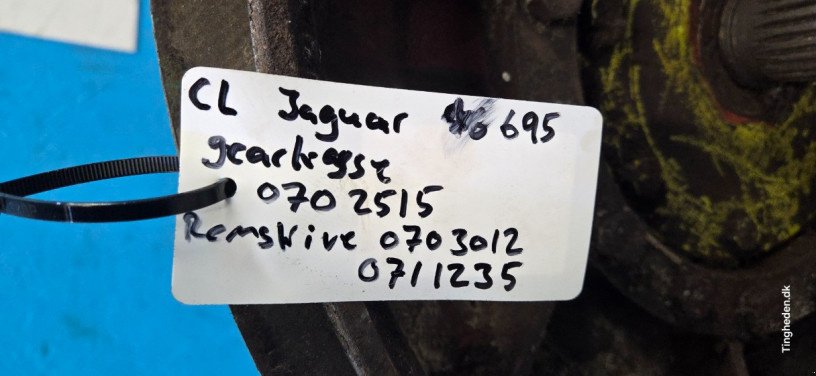 CL Jaguar 695
gearkasse
0702515
Remskive 0703012
0711235
Tingheden.dk